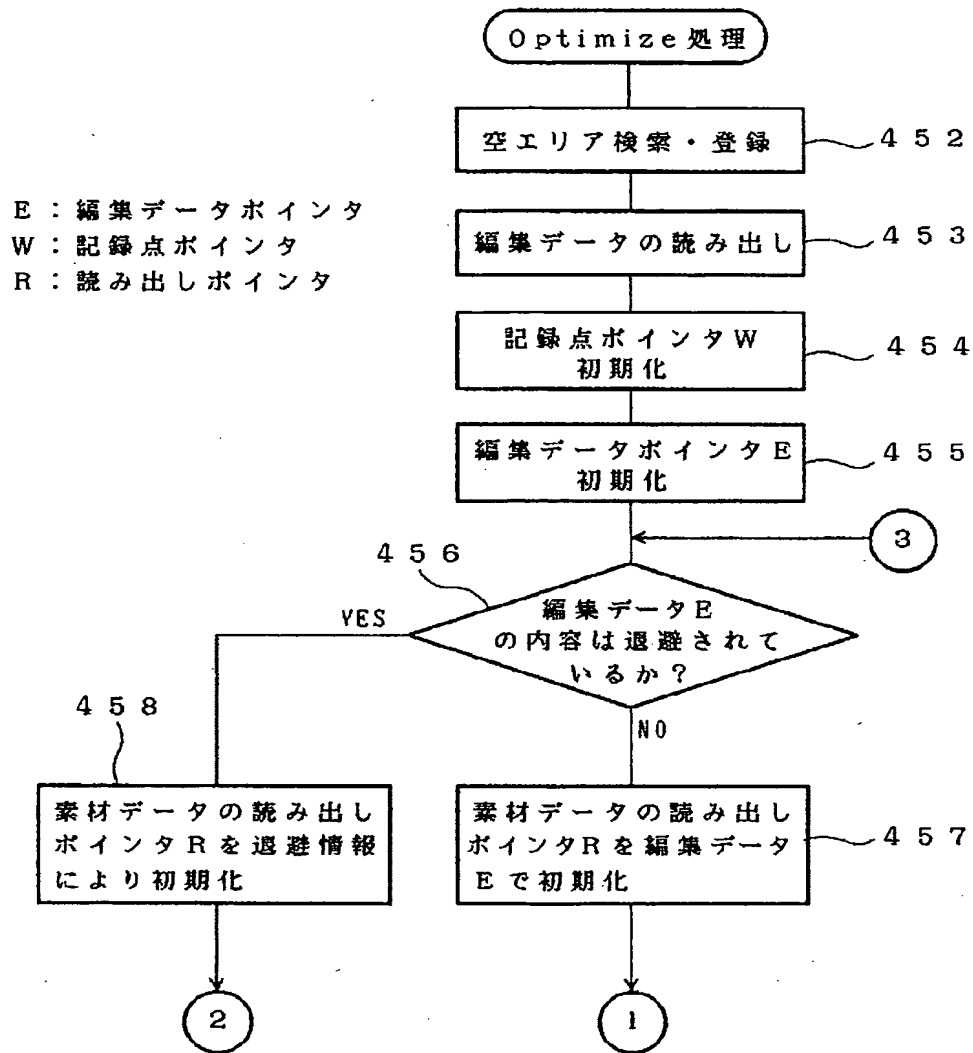 Optimize処理
空エリア検索・登録
452
E：編集データポインタ
W：記録点ポインタ
R：読み出しポインタ
編集データの読み出し
453
記録点ポインタW
初期化
454
編集データポインタE
初期化
455
3
456
編集データE
の内容は退避されて
いるか？
YES
NO
458
素材データの読み出し
ポインタRを退避情報
により初期化
素材データの読み出し
ポインタRを編集データ
Eで初期化
457
2
1